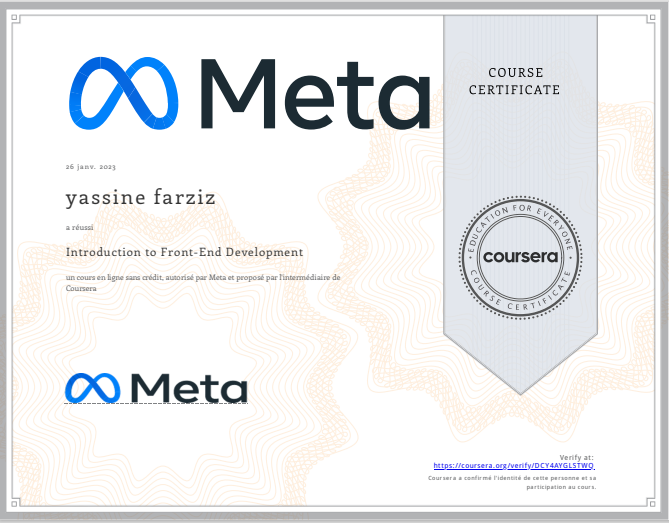 Meta
COURSE
CERTIFICATE
26 janv. 2023
yassine farziz
a réussi
Introduction to Front-End Development
un cours en ligne sans crédit, autorisé par Meta et proposé par l'intermédiaire de
Coursera
EDUCATION FOR EVERYONE
coursera
COURSE CERTIFICATE
Meta
Verify at:
https://coursera.org/verify/DCY4AYGLSTWQ
Coursera a confirmé l'identité de cette personne et sa
participation au cours.